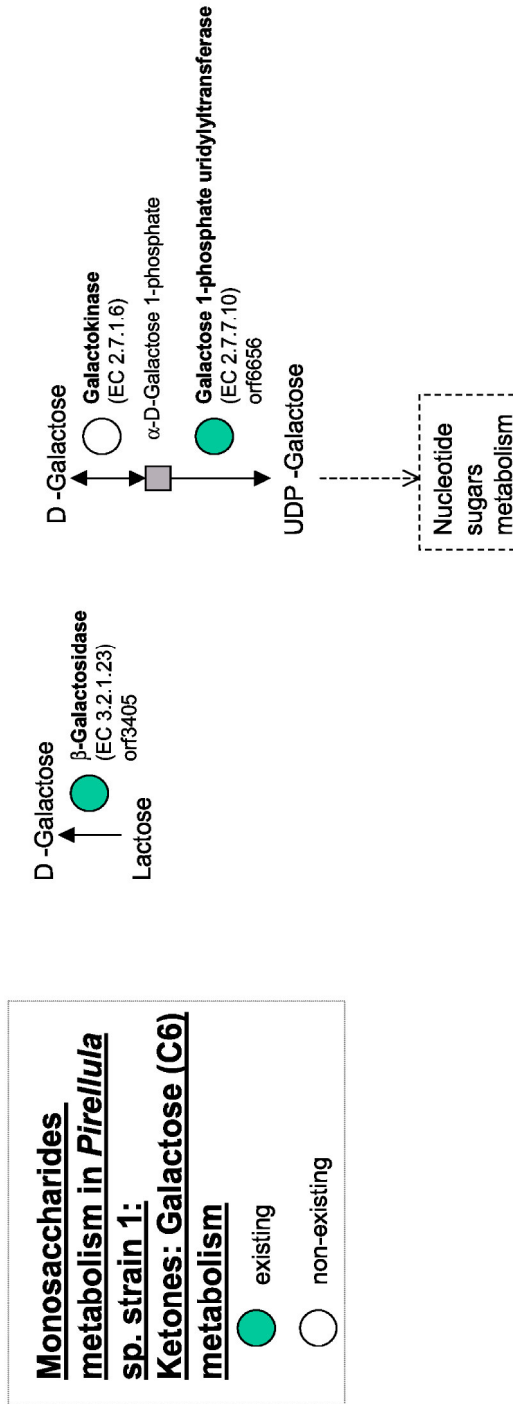 Monosaccharides
metabolism in Pirellula
sp. strain 1:
Ketones: Galactose (C6)
metabolism
existing
non-existing
D -Galactose
β-Galactosidase
(EC 3.2.1.23)
orf3405
Lactose
D -Galactose
Galactokinase
(EC 2.7.1.6)
α-D-Galactose 1-phosphate
Galactose 1-phosphate uridylyltransferase
(EC 2.7.7.10)
orf6656
UDP -Galactose
Nucleotide
sugars
metabolism